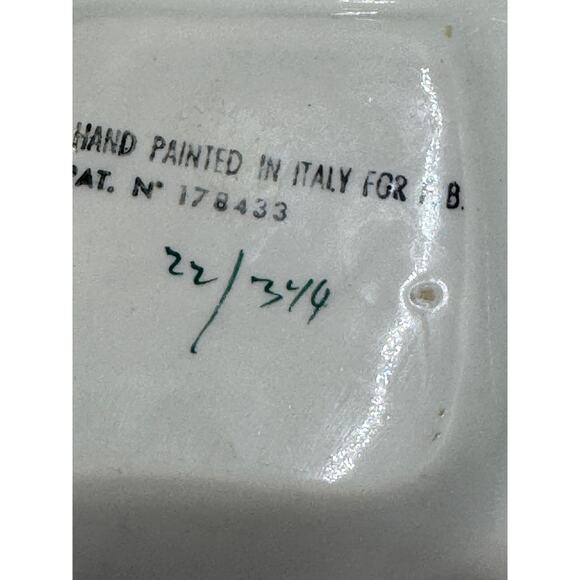 HAND PAINTED IN ITALY FOR B.
PAT. N° 178433
22/344